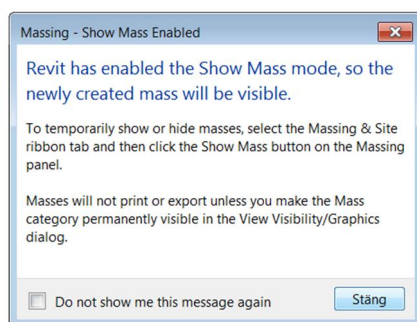 Massing - Show Mass Enabled
Revit has enabled the Show Mass mode, so the
newly created mass will be visible.
To temporarily show or hide masses, select the Massing & Site
ribbon tab and then click the Show Mass button on the Massing
panel.
Masses will not print or export unless you make the Mass
category permanently visible in the View Visibility/Graphics
dialog.
Do not show me this message again
Stäng